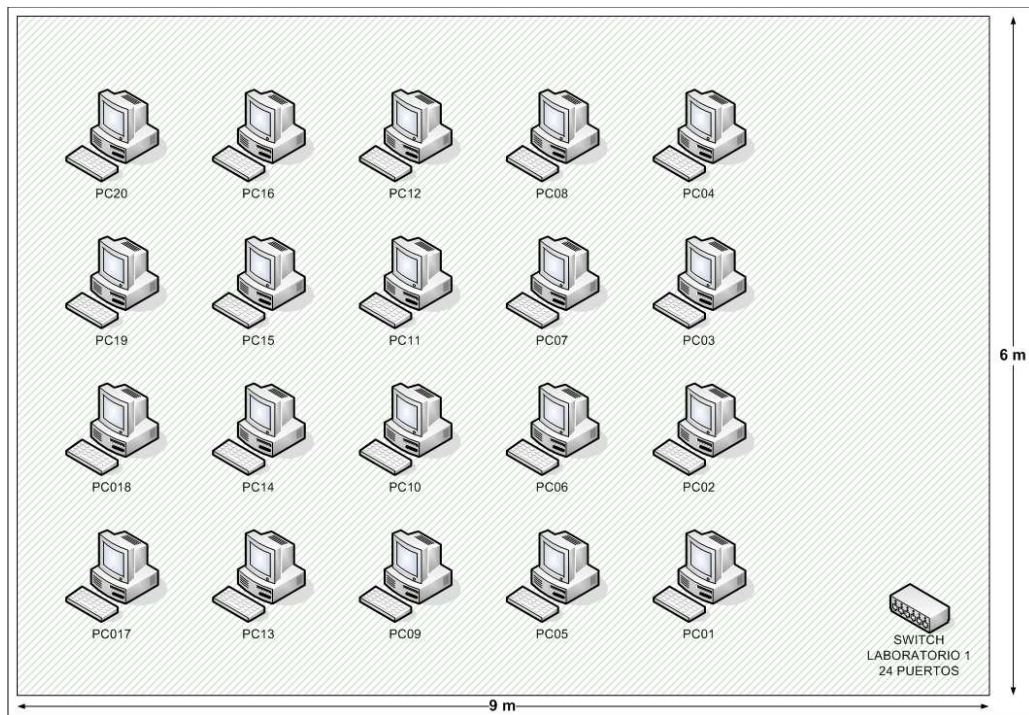 PC20 PC16 PC12 PC08 PC04
PC19 PC15 PC11 PC07 PC03
6 m
PC018 PC14 PC10 PC06 PC02
PC017 PC13 PC09 PC05 PC01
SWITCH
LABORATORIO 1
24 PUERTOS
9 m